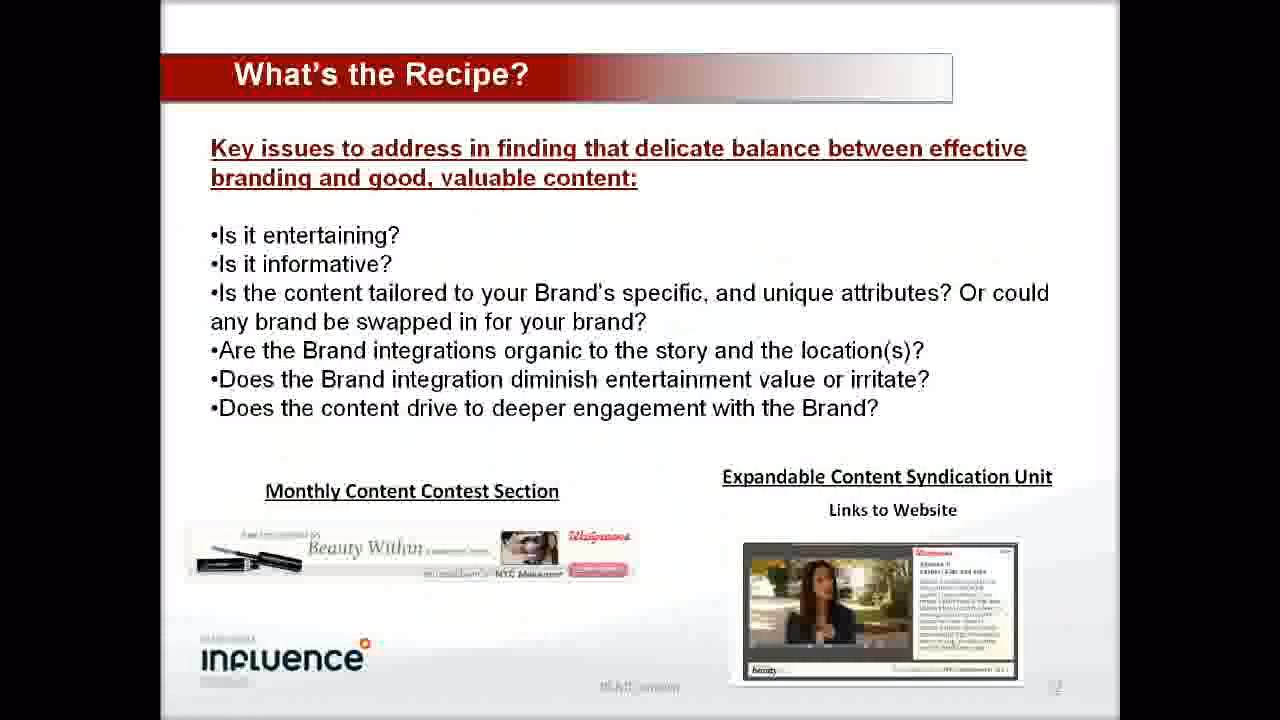 What's the Recipe?
Key issues to address in finding that delicate balance between effective
branding and good, valuable content:
•Is it entertaining?
•Is it informative?
•Is the content tailored to your Brand's specific, and unique attributes? Or could
any brand be swapped in for your brand?
•Are the Brand integrations organic to the story and the location(s)?
•Does the Brand integration diminish entertainment value or irritate?
•Does the content drive to deeper engagement with the Brand?
Monthly Content Contest Section
Expandable Content Syndication Unit
Links to Website
Beauty Within
Walgreens
NYC Makeover
Walgreens
beauty
influence